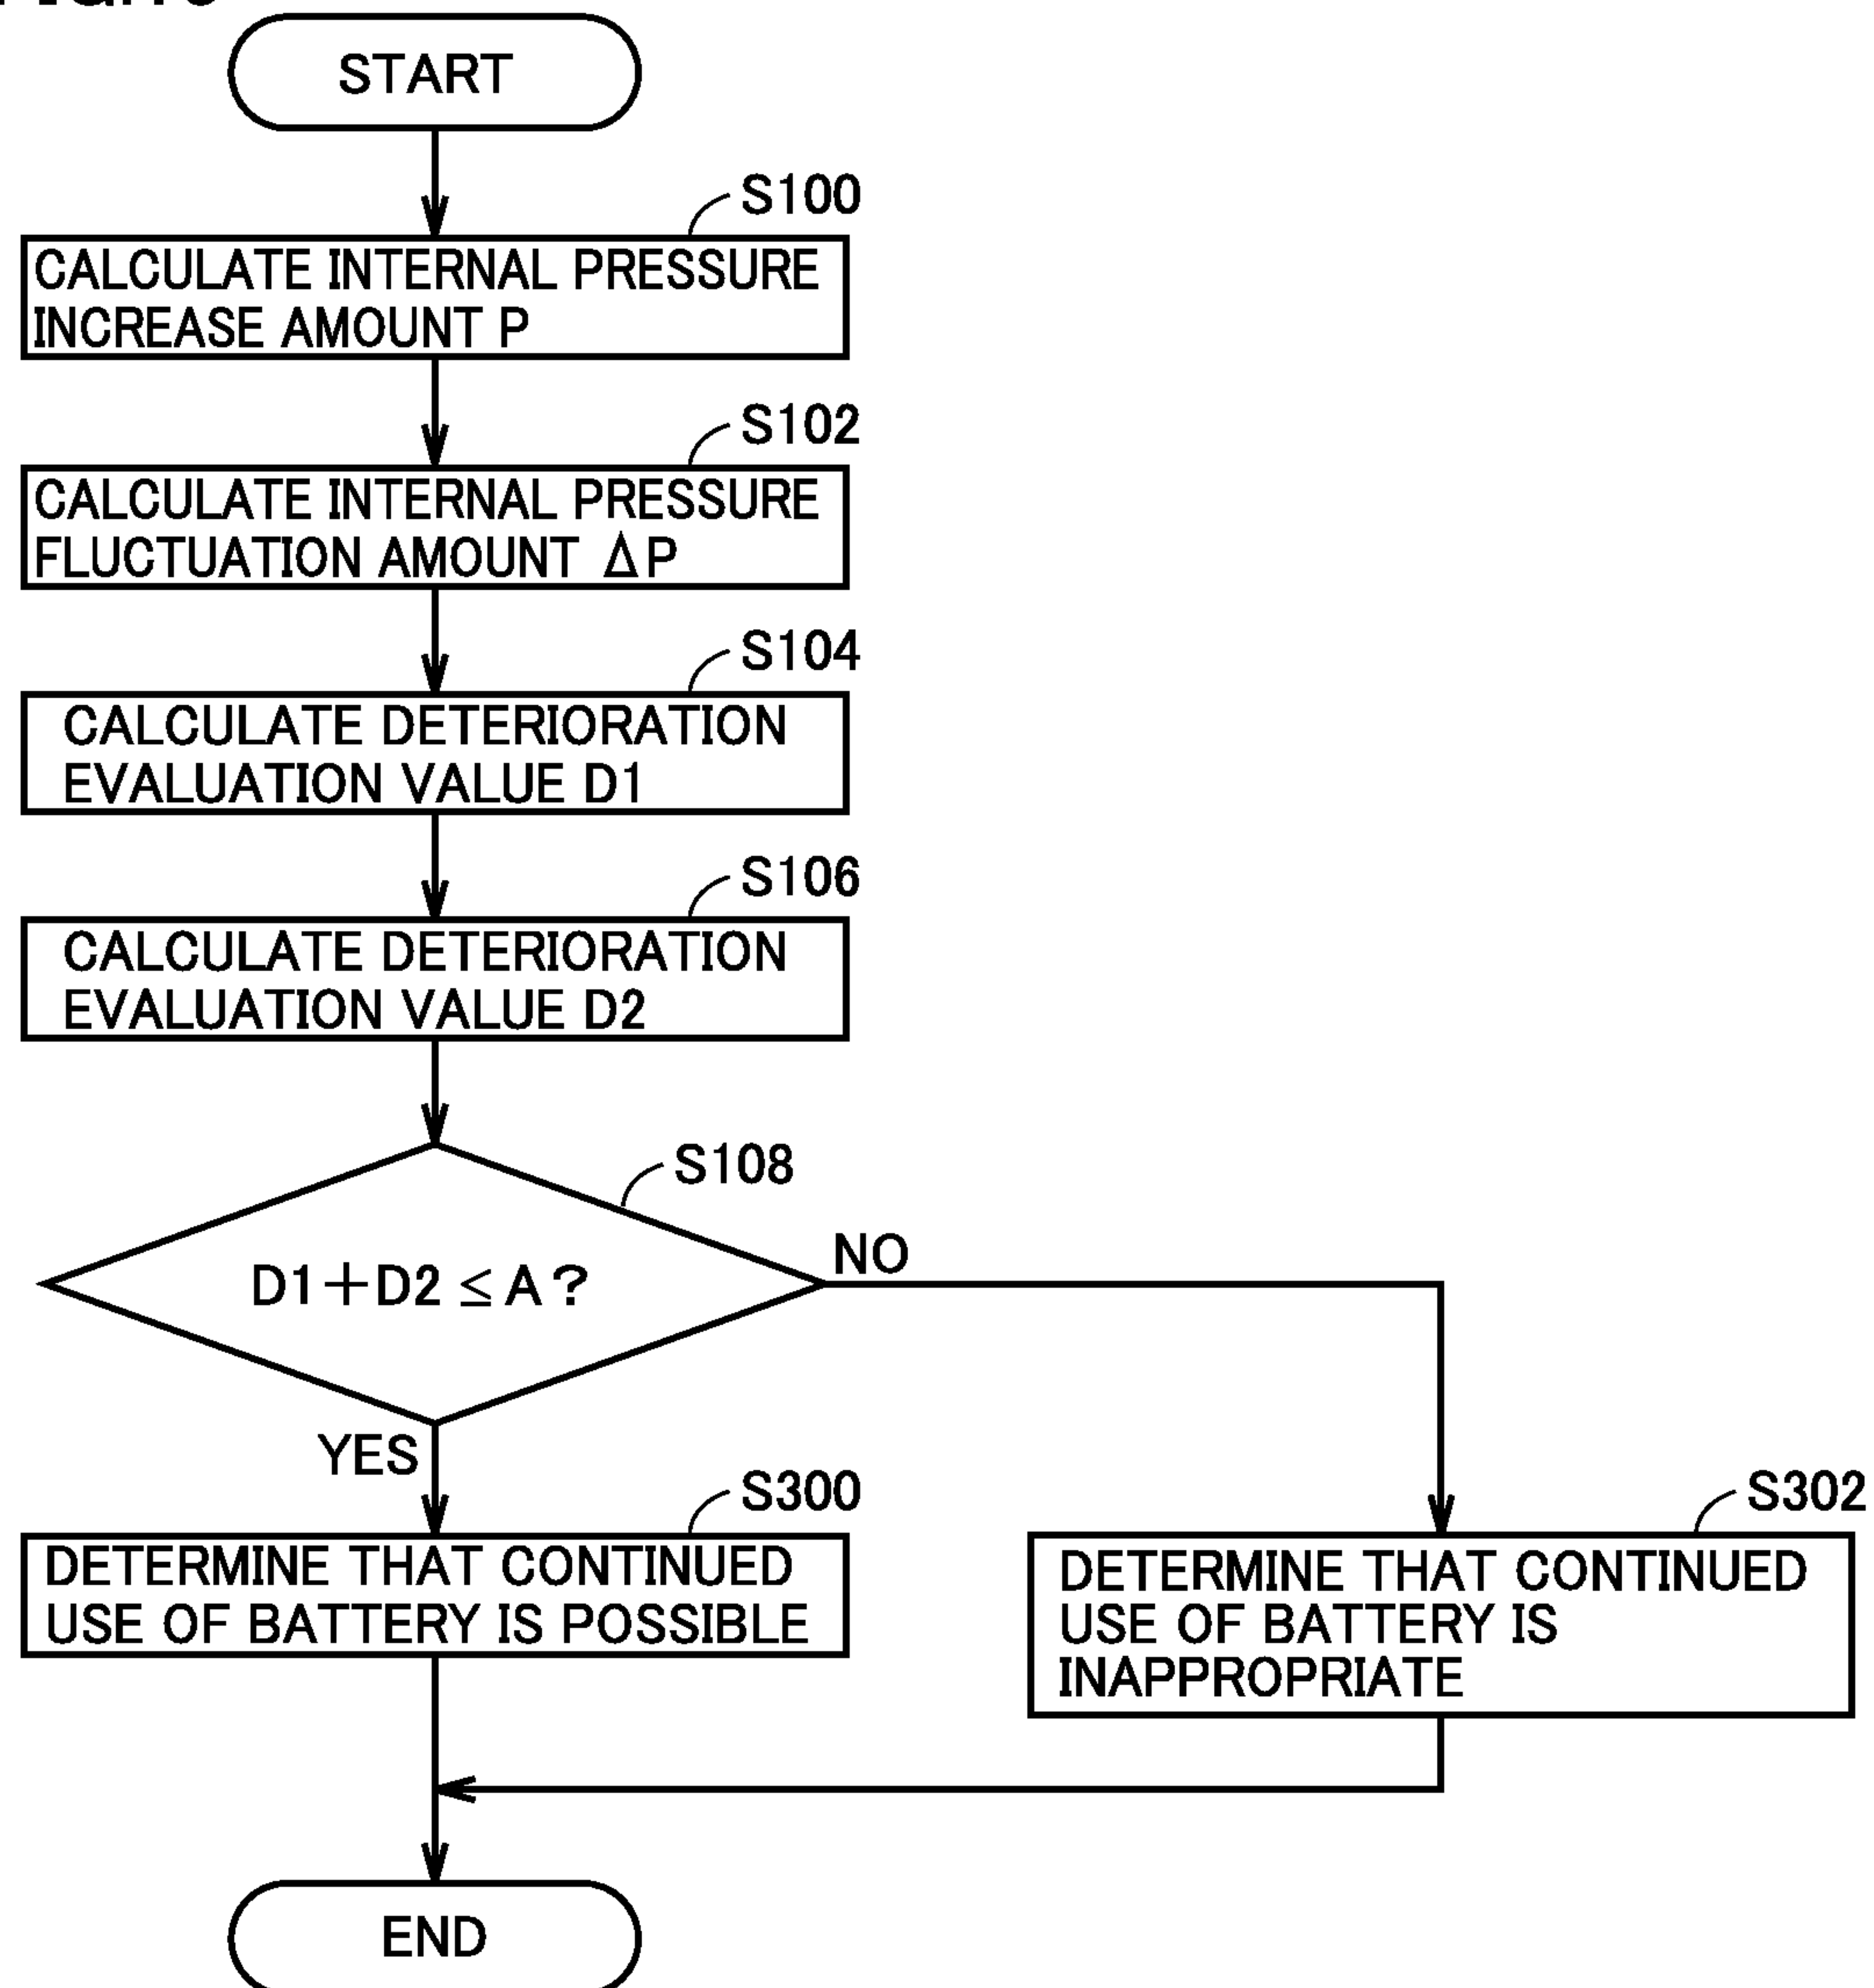 START
S100
CALCULATE INTERNAL PRESSURE
INCREASE AMOUNT P
S102
CALCULATE INTERNAL PRESSURE
FLUCTUATION AMOUNT ΔP
S104
CALCULATE DETERIORATION
EVALUATION VALUE D1
S106
CALCULATE DETERIORATION
EVALUATION VALUE D2
S108
D1+D2 ≤ A?
NO
YES
S300
DETERMINE THAT CONTINUED
USE OF BATTERY IS POSSIBLE
S302
DETERMINE THAT CONTINUED
USE OF BATTERY IS
INAPPROPRIATE
END